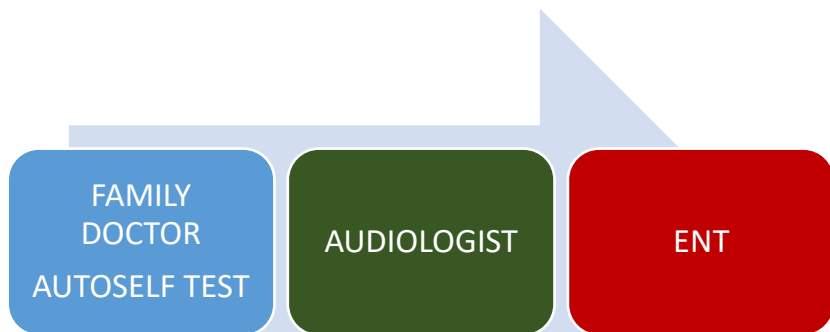 FAMILY
DOCTOR
AUTOSELF TEST
AUDIOLOGIST
ENT